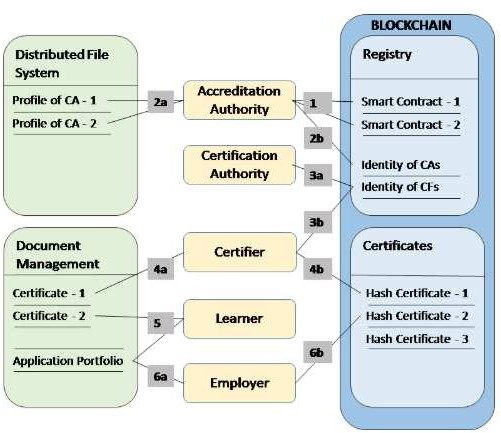 BLOCKCHAIN
Distributed File
System
Profile of CA - 1
Profile of CA - 2
2a
Accreditation
Authority
Certification
Authority
1
2b
3a
Registry
Smart Contract - 1
Smart Contract - 2
Identity of CAs
Identity of CFs
3b
Document
Management
Certificate - 1
Certificate - 2
Application Portfolio
4a
5
6a
Certifier
Learner
Employer
4b
6b
Certificates
Hash Certificate - 1
Hash Certificate - 2
Hash Certificate - 3